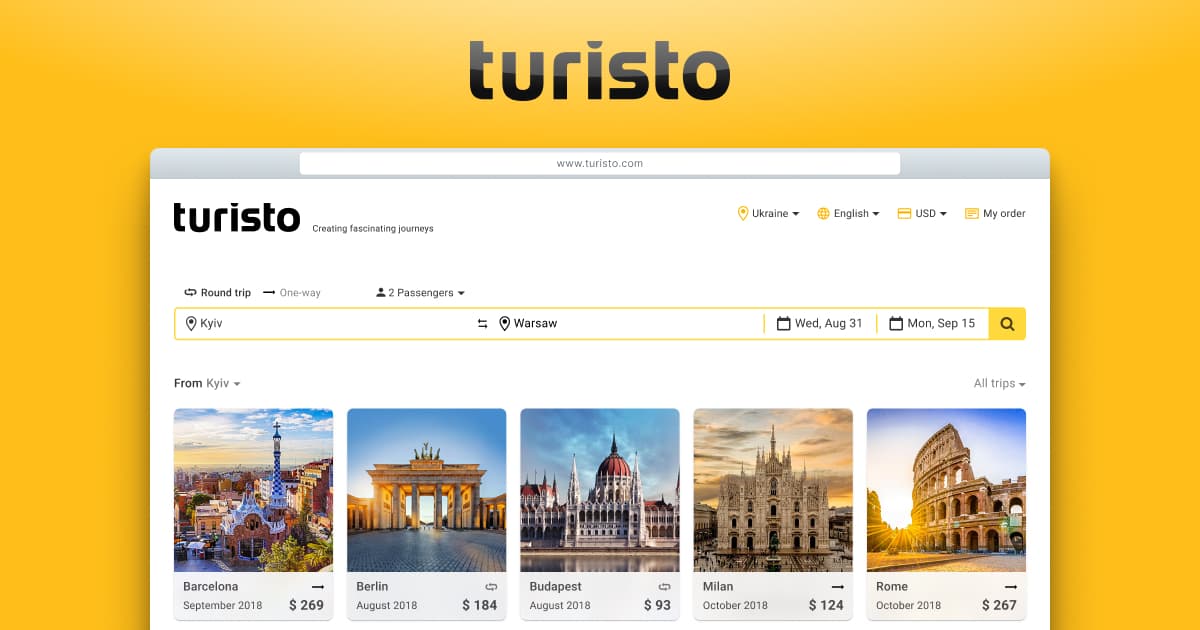 turisto
www.turisto.com
turisto Creating fascinating journeys
Ukraine English USD My order
Round trip One-way 2 Passengers
Kyiv Warsaw Wed, Aug 31 Mon, Sep 15
From Kyiv All trips
Barcelona
September 2018 $ 269
Berlin
August 2018 $ 184
Budapest
August 2018 $ 93
Milan
October 2018 $ 124
Rome
October 2018 $ 267